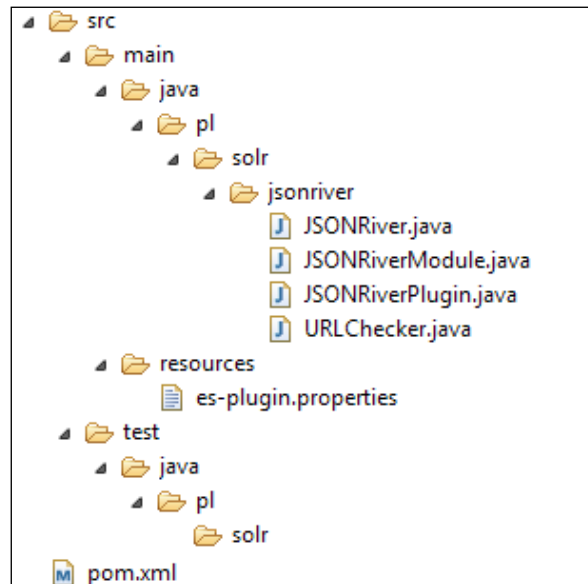 src
main
java
pl
solr
jsonriver
JSONRiver.java
JSONRiverModule.java
JSONRiverPlugin.java
URLChecker.java
resources
es-plugin.properties
test
java
pl
solr
pom.xml